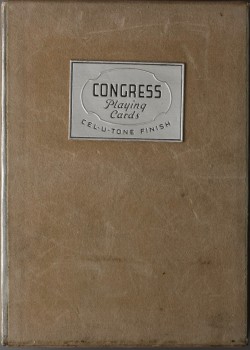 CONGRESS
Playing
Cards
CEL-U-TONE FINISH